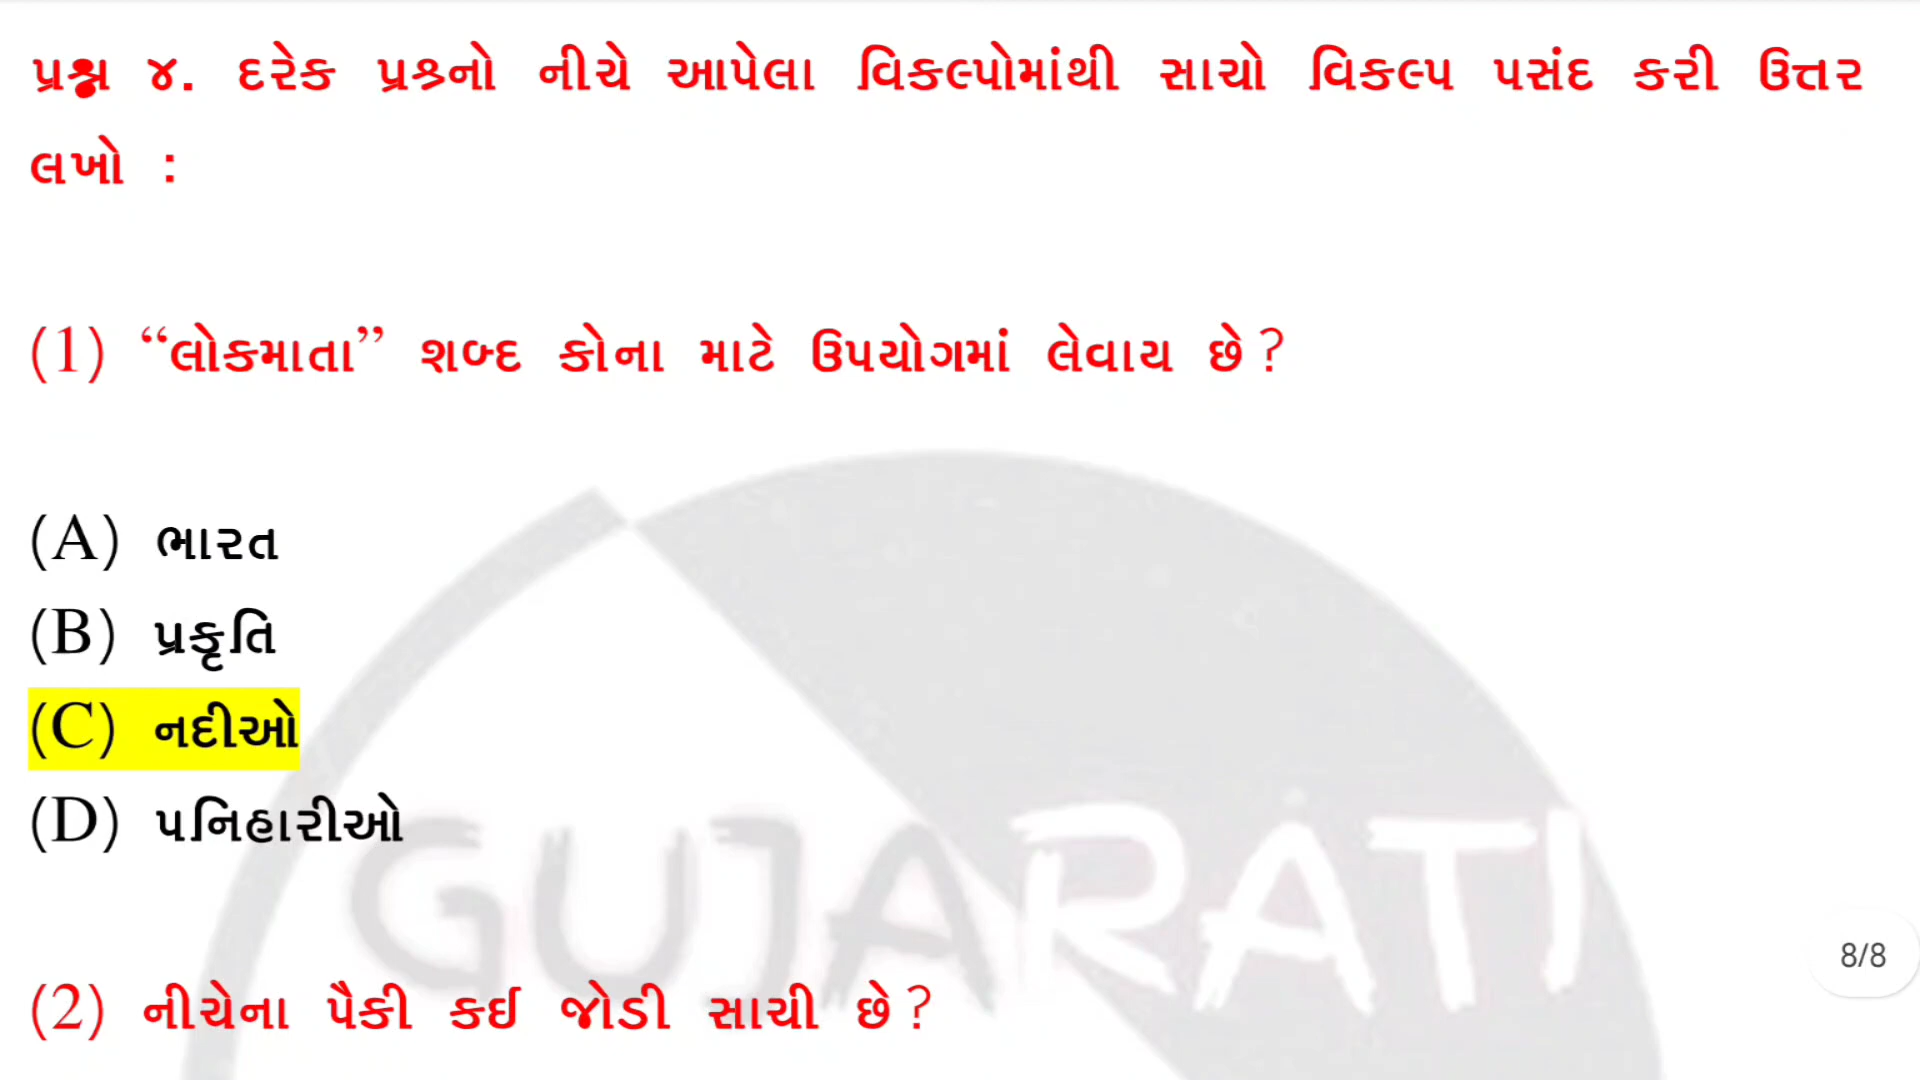 પ્રશ્ન ૪. દરેક પ્રશ્નનો નીચે આપેલા વિકલ્પોમાંથી સાચો વિકલ્પ પસંદ કરી ઉત્તર
લખો :
(1) “લોકમાતા” શબ્દ કોના માટે ઉપયોગમાં લેવાય છે?
(A) ભારત
(B) પ્રકૃતિ
(C) નદીઓ
(D) પનિહારીઓ
GUJARATI
8/8
(2) નીચેના પૈકી કઈ જોડી સાચી છે?